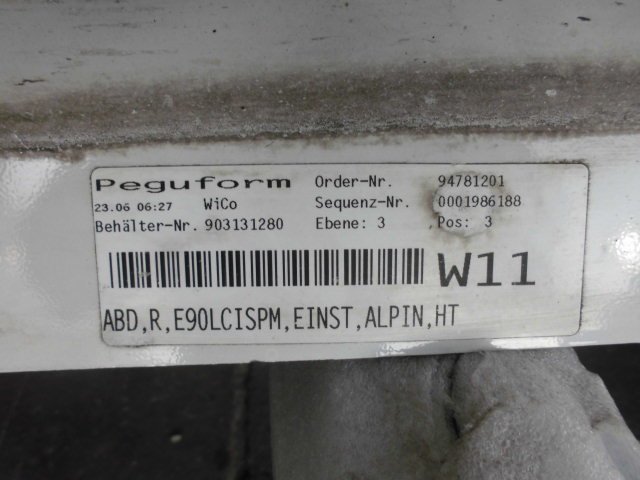 Peguform Order-Nr. 94781201
23.06 06:27 WiCo Sequenz-Nr. 0001986188
Behälter-Nr. 903131280 Ebene: 3 Pos: 3
W11
ABD,R,E90LCISPM,EINST,ALPIN,HT